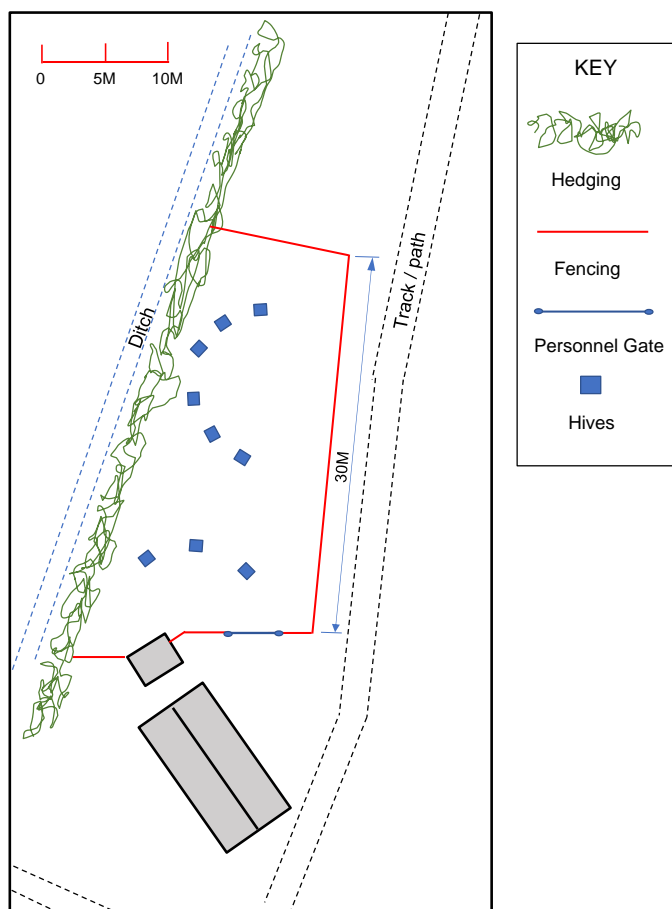 0 5M 10M
Ditch
Track / path
30M
KEY
Hedging
Fencing
Personnel Gate
Hives